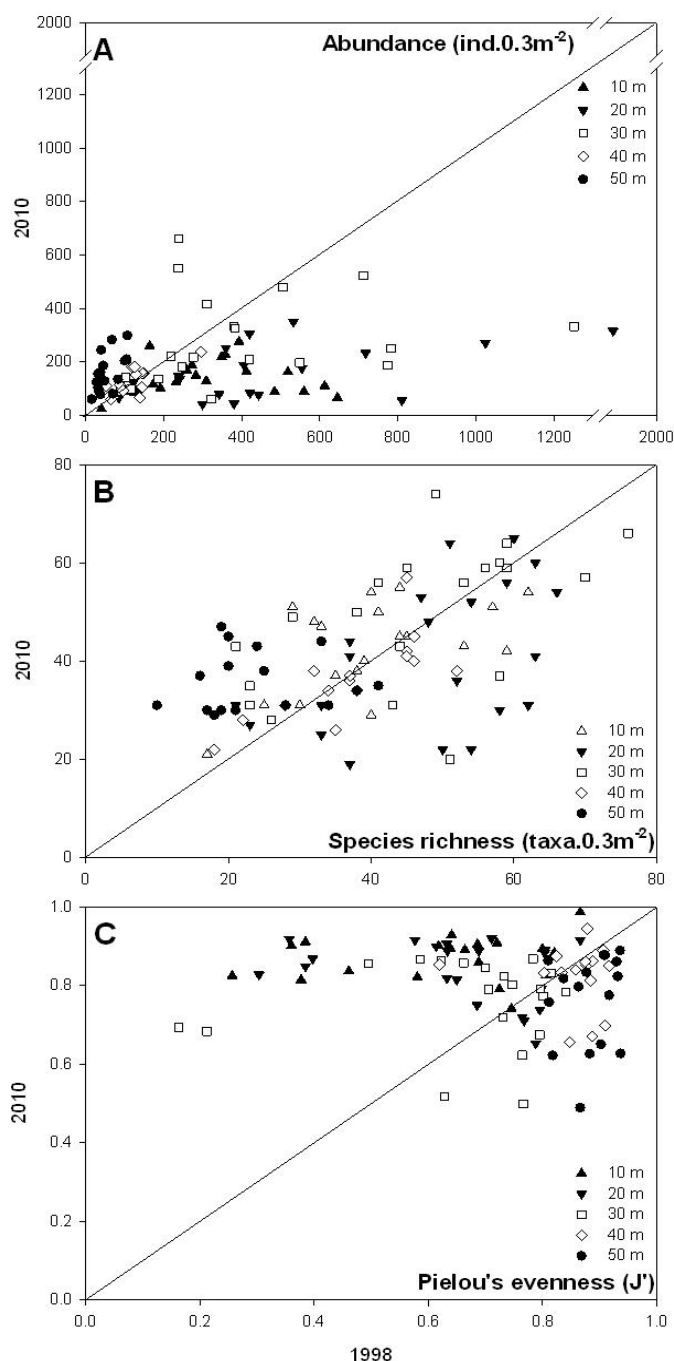 2000
A
Abundance (ind.0.3m-2)
1200
1000
800
600
400
200
0
2010
10 m
20 m
30 m
40 m
50 m
0 200 400 600 800 1000 1200 2000
80
B
60
40
20
0
2010
10 m
20 m
30 m
40 m
50 m
Species richness (taxa.0.3m-2)
0 20 40 60 80
1.0
C
0.8
0.6
0.4
0.2
0.0
2010
10 m
20 m
30 m
40 m
50 m
Pielou's evenness (J')
0.0 0.2 0.4 0.6 0.8 1.0
1998